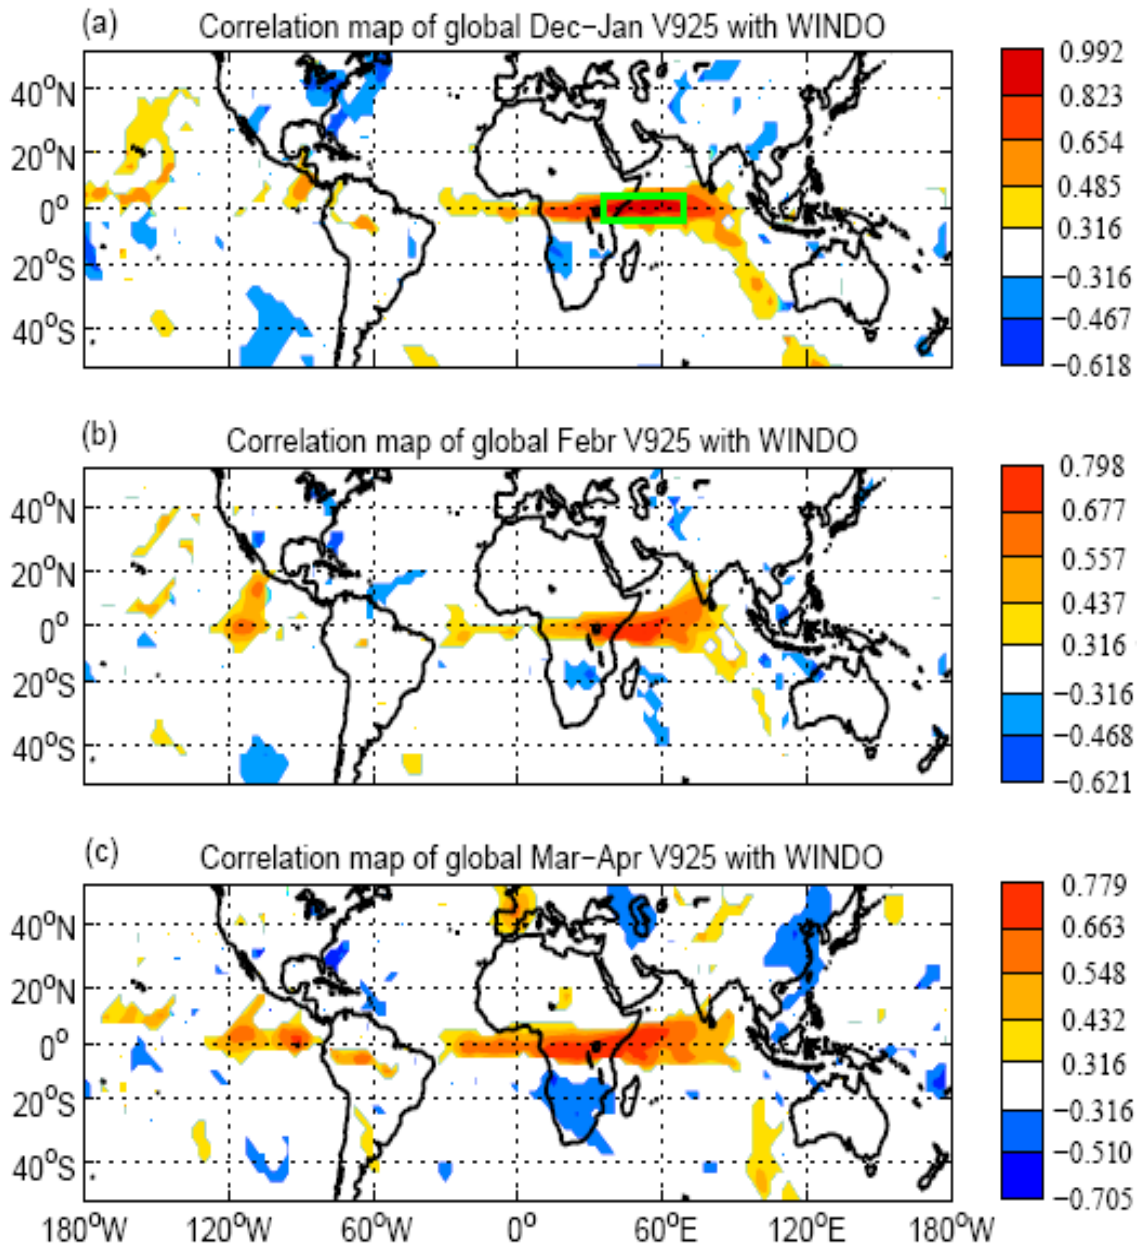 (a) Correlation map of global Dec-Jan V925 with WINDO
40°N
20°N
0°
20°S
40°S
0.992
0.823
0.654
0.485
0.316
-0.316
-0.467
-0.618
(b) Correlation map of global Febr V925 with WINDO
40°N
20°N
0°
20°S
40°S
0.798
0.677
0.557
0.437
0.316
-0.316
-0.468
-0.621
(c) Correlation map of global Mar-Apr V925 with WINDO
40°N
20°N
0°
20°S
40°S
0.779
0.663
0.548
0.432
0.316
-0.316
-0.510
-0.705
180°W 120°W 60°W 0° 60°E 120°E 180°W